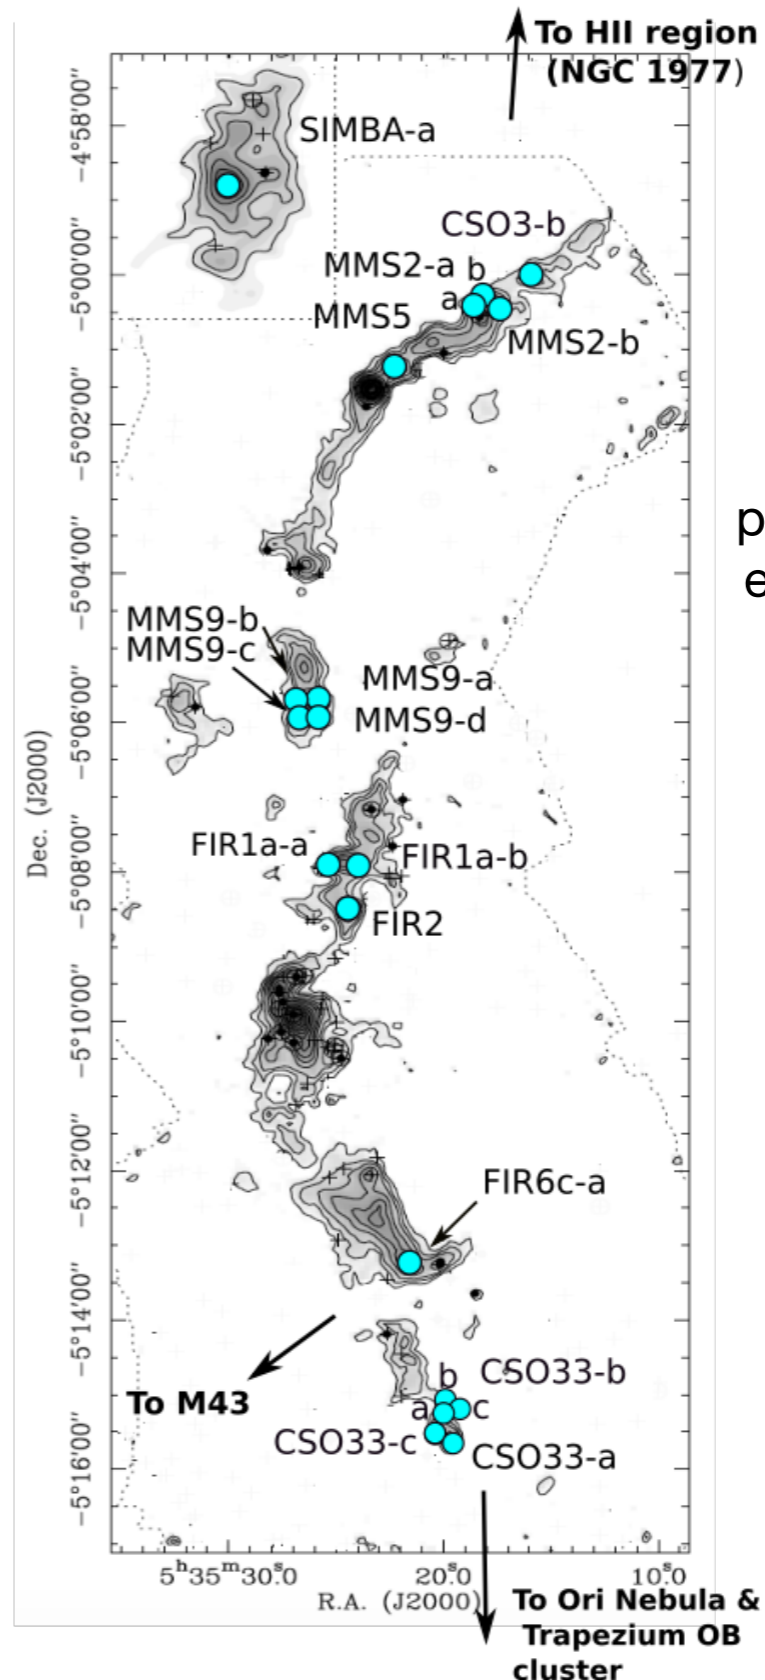 To HII region
(NGC 1977)
−4°58′00″
SIMBA-a
CSO3-b
−5°00′00″
MMS2-a b
a
MMS5
MMS2-b
−5°02′00″
p
−5°04′00″
e
MMS9-b
MMS9-c
MMS9-a
−5°06′00″
MMS9-d
Dec. (J2000)
−5°08′00″
FIR1a-a
FIR1a-b
FIR2
−5°10′00″
−5°12′00″
FIR6c-a
−5°14′00″
b
CSO33-b
To M43
a c
CSO33-c
CSO33-a
−5°16′00″
5ʰ35ᵐ30ˢ.0 20ˢ.0 10ˢ.0
R.A. (J2000)
To Ori Nebula &
Trapezium OB
cluster